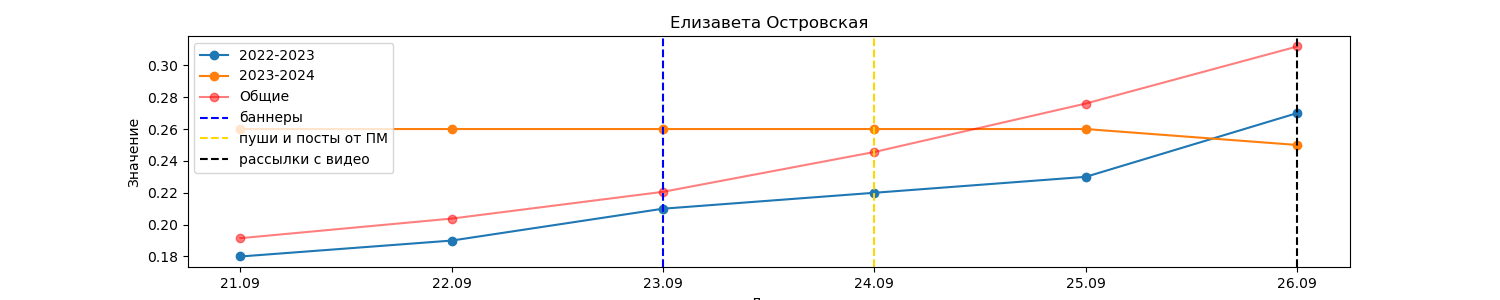 Елизавета Островская
2022-2023
2023-2024
Общие
баннеры
пуши и посты от ПМ
рассылки с видео
Значение
0.30
0.28
0.26
0.24
0.22
0.20
0.18
21.09
22.09
23.09
24.09
25.09
26.09